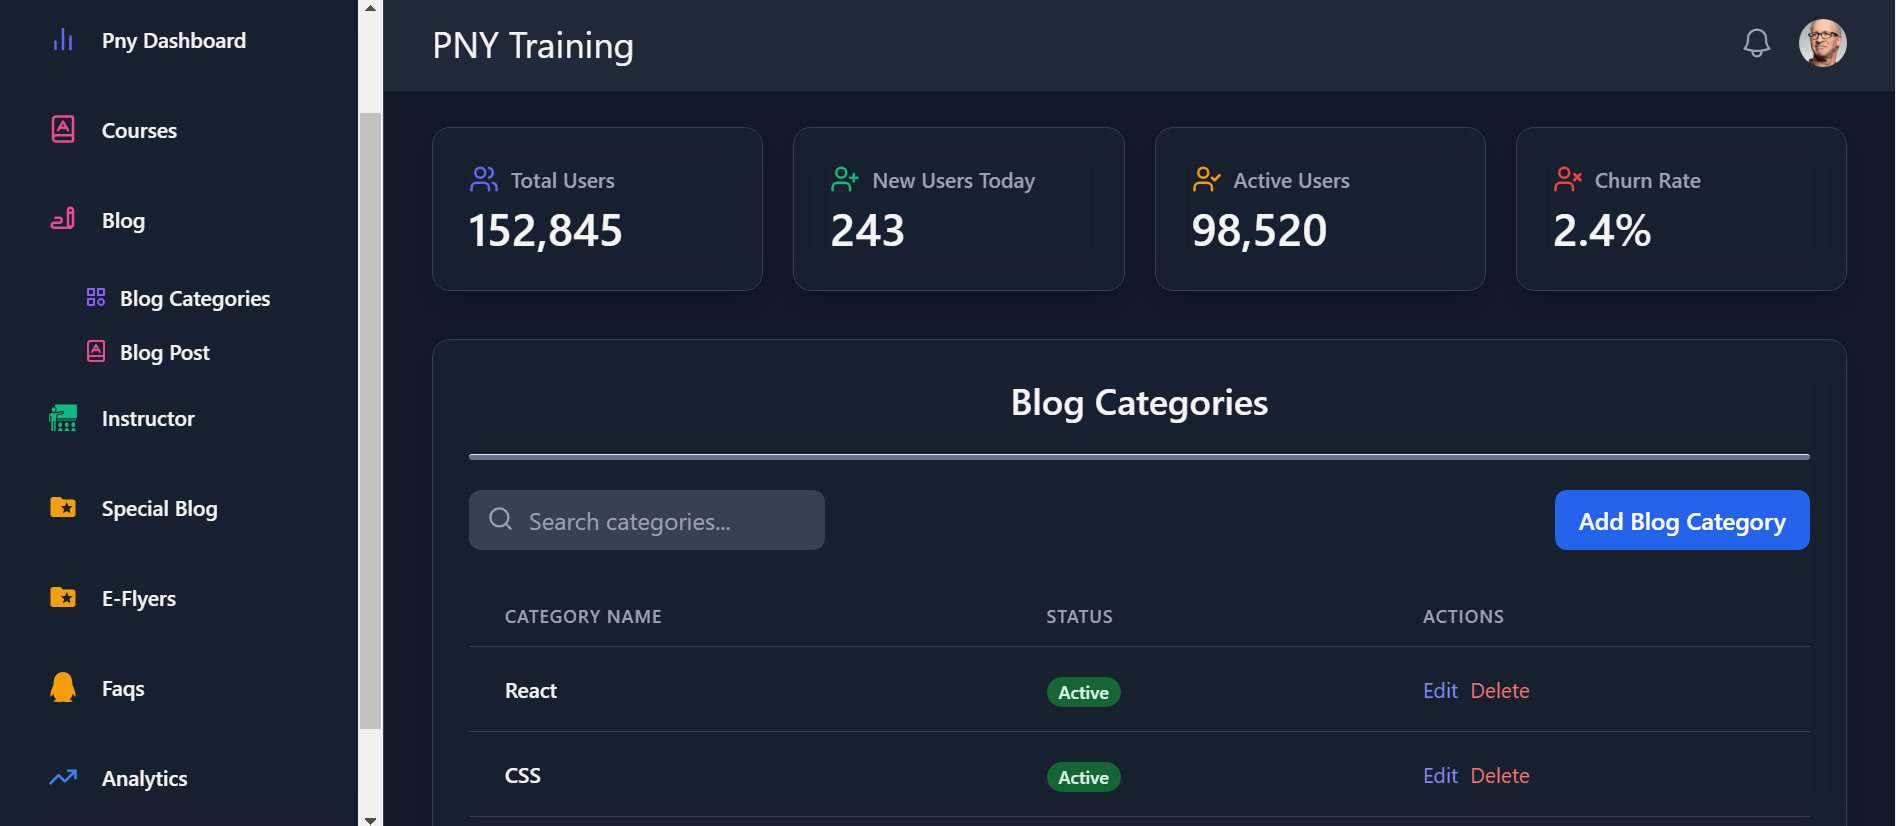 Pny Dashboard
Courses
Blog
Blog Categories
Blog Post
Instructor
Special Blog
E-Flyers
Faqs
Analytics
PNY Training
Total Users
152,845
New Users Today
243
Active Users
98,520
Churn Rate
2.4%
Blog Categories
Search categories...
Add Blog Category
CATEGORY NAME STATUS ACTIONS
React Active Edit Delete
CSS Active Edit Delete